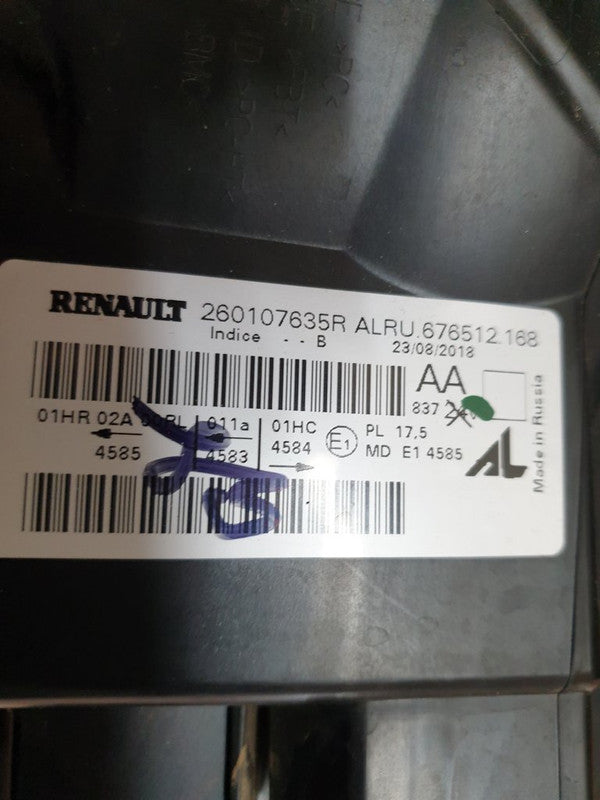 RENAULT 260107635R ALRU.676512.168
Indice - - B 23/08/2018
AA
837
01HR 02A 00RL 011a 01HC E1 PL 17,5
4585 4583 4584 MD E1 4585
AL
Made in Russia